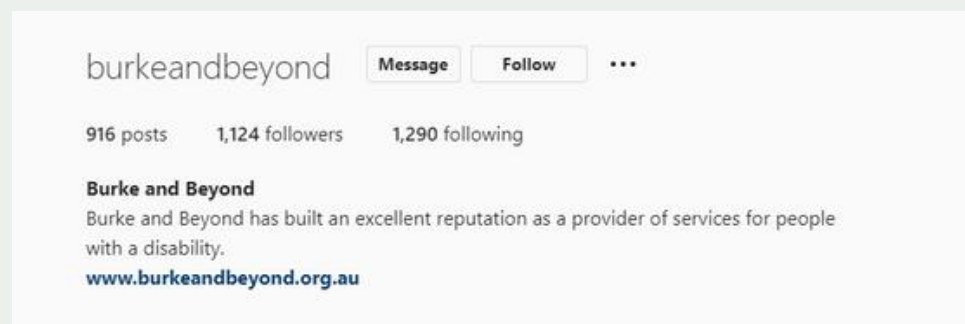 burkeandbeyond Message Follow •••
916 posts 1,124 followers 1,290 following
Burke and Beyond
Burke and Beyond has built an excellent reputation as a provider of services for people
with a disability.
www.burkeandbeyond.org.au